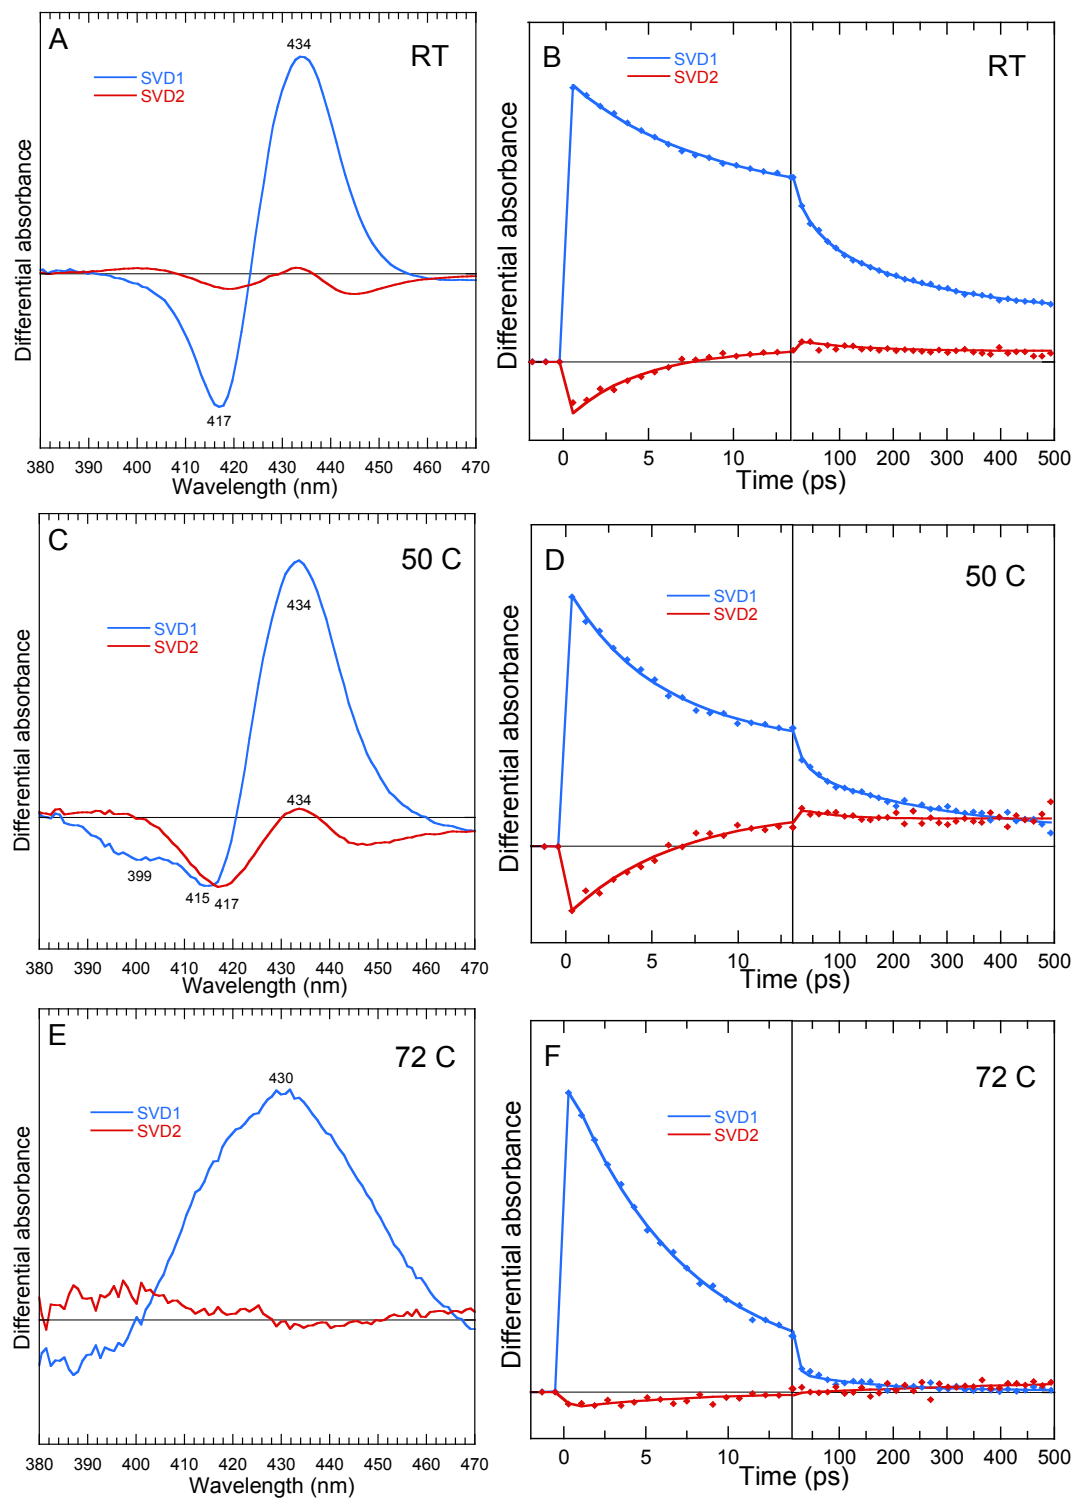 A
RT
434
SVD1
SVD2
417
Differential absorbance
380 390 400 410 420 430 440 450 460 470
Wavelength (nm)
B
RT
SVD1
SVD2
Differential absorbance
0 5 10 100 200 300 400 500
Time (ps)
C
50 C
434
SVD1
SVD2
434
399
415 417
Differential absorbance
380 390 400 410 420 430 440 450 460 470
Wavelength (nm)
D
50 C
SVD1
SVD2
Differential absorbance
0 5 10 100 200 300 400 500
Time (ps)
E
72 C
430
SVD1
SVD2
Differential absorbance
380 390 400 410 420 430 440 450 460 470
Wavelength (nm)
F
72 C
SVD1
SVD2
Differential absorbance
0 5 10 100 200 300 400 500
Time (ps)